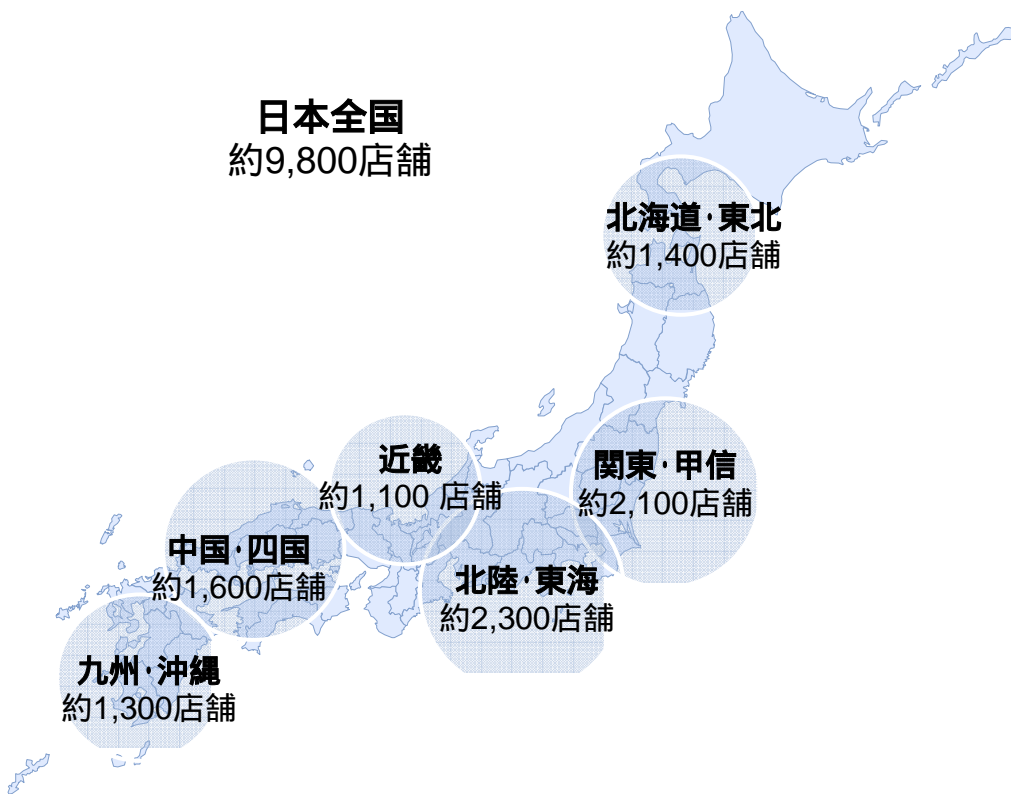 日本全国
約9,800店舗
北海道・東北
約1,400店舗
近畿
約1,100 店舗
関東・甲信
約2,100店舗
中国・四国
約1,600店舗
北陸・東海
約2,300店舗
九州・沖縄
約1,300店舗